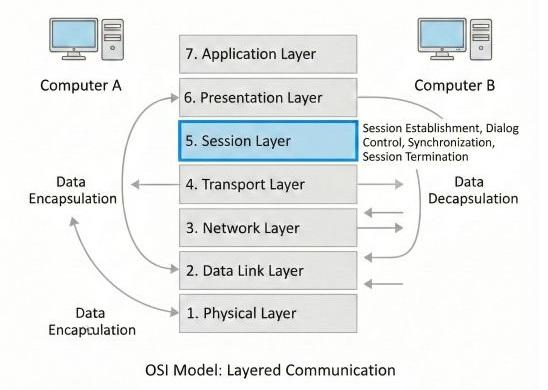 Computer A
Computer B
7. Application Layer
6. Presentation Layer
5. Session Layer
Session Establishment, Dialog
Control, Synchronization,
Session Termination
4. Transport Layer
Data
Encapsulation
Data
Decapsulation
3. Network Layer
2. Data Link Layer
1. Physical Layer
Data
Encapulation
OSI Model: Layered Communication